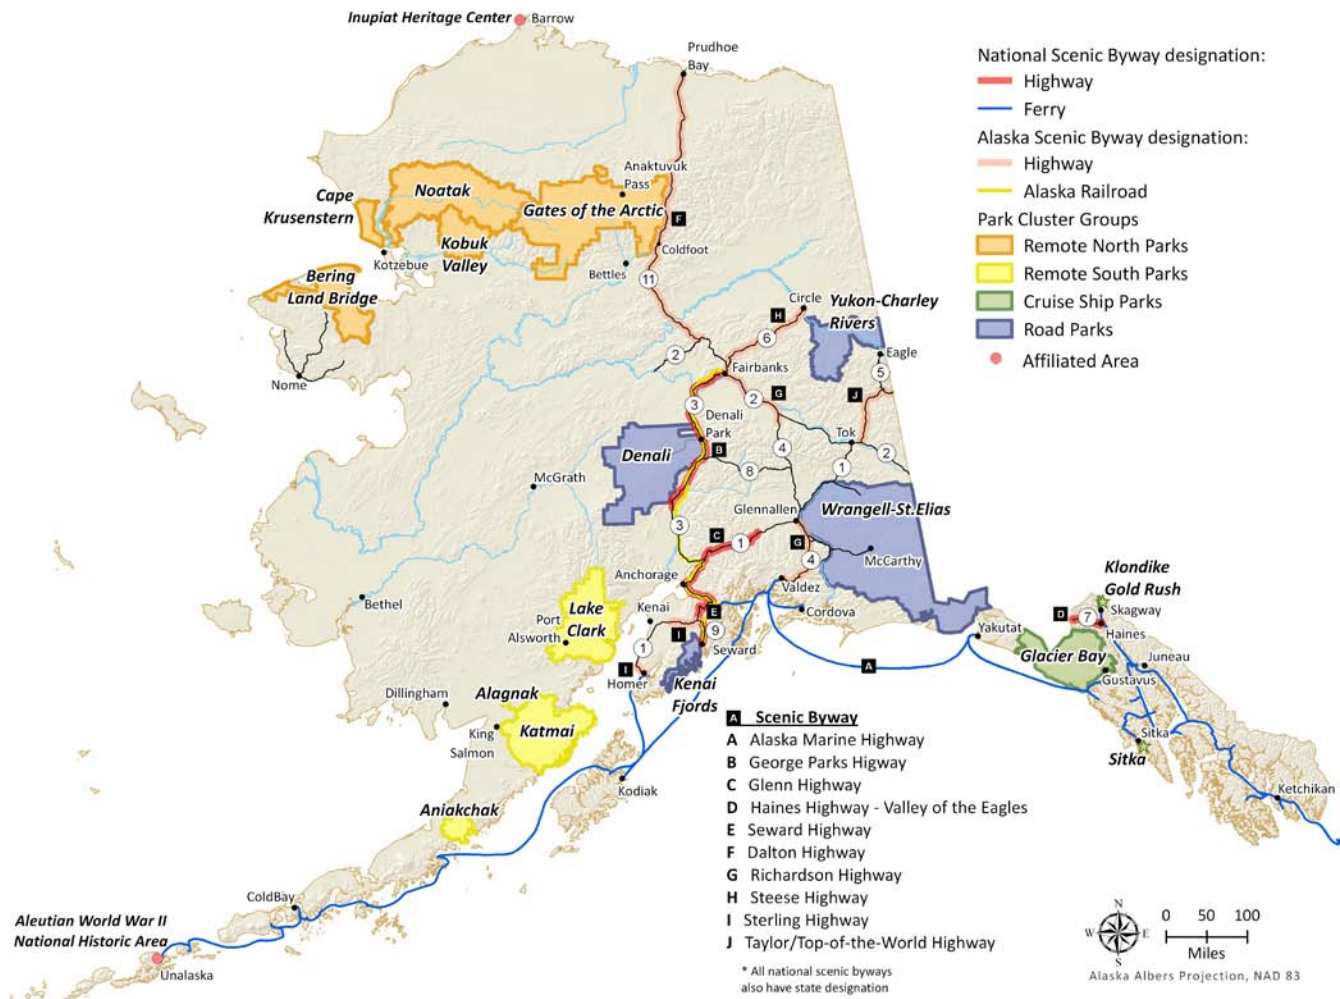 Inupiat Heritage Center
Barrow
Prudhoe
Bay
National Scenic Byway designation:
Highway
Ferry
Alaska Scenic Byway designation:
Highway
Alaska Railroad
Park Cluster Groups
Remote North Parks
Remote South Parks
Cruise Ship Parks
Road Parks
Affiliated Area
Anaktuvuk
Pass
Noatak
Cape
Krusenstern
Gates of the Arctic
F
Kobuk
Valley
Coldfoot
Kotzebue
Bettles
Bering
Land Bridge
11
Circle
Yukon-Charley
Rivers
H
6
2
Eagle
Fairbanks
5
Nome
G
J
2
3
Denali
Park
Tok
4
2
B
1
Denali
8
McGrath
Glennallen
Wrangell-St.Elias
3
C
1
G
4
McCarthy
Klondike
Gold Rush
Anchorage
Valdez
Skagway
Bethel
Kenai
Lake
Clark
Port
Alsworth
E
Cordova
D
7
Haines
I
9
Yakutat
1
Seward
Glacier Bay
Juneau
I
A
Gustavus
Homer
Kenai
Fjords
Dillingham
Alagnak
Katmai
King
Salmon
Sitka
Sitka
Kodiak
Ketchikan
Aniakchak
A Scenic Byway
A Alaska Marine Highway
B George Parks Higway
C Glenn Highway
D Haines Highway - Valley of the Eagles
E Seward Highway
F Dalton Highway
G Richardson Highway
H Steese Highway
I Sterling Highway
J Taylor/Top-of-the-World Highway
* All national scenic byways
also have state designation
ColdBay
Aleutian World War II
National Historic Area
Unalaska
N
W E
S
0 50 100
Miles
Alaska Albers Projection, NAD 83